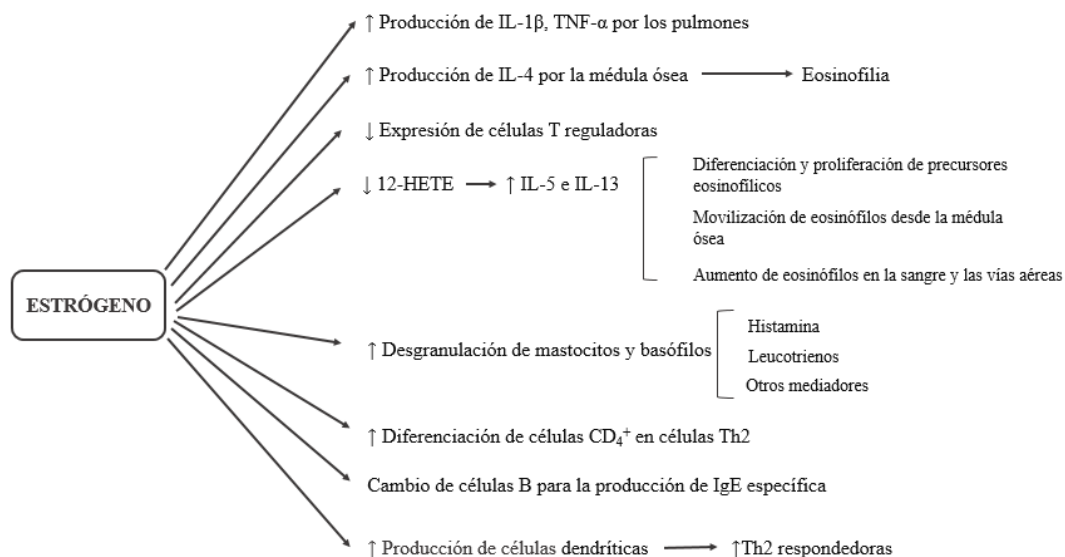 ↑ Producción de IL-1β, TNF-α por los pulmones
↑ Producción de IL-4 por la médula ósea
Eosinofília
↓ Expresión de células T reguladoras
↓ 12-HETE
↑ IL-5 e IL-13
Diferenciación y proliferación de precursores
eosinofílicos
Movilización de eosinófilos desde la médula
ósea
Aumento de eosinófilos en la sangre y las vías aéreas
ESTRÓGENO
↑ Desgranulación de mastocitos y basófilos
Histamina
Leucotrienos
Otros mediadores
↑ Diferenciación de células CD₄⁺ en células Th2
Cambio de células B para la producción de IgE específica
↑ Producción de células dendríticas
↑Th2 respondedoras